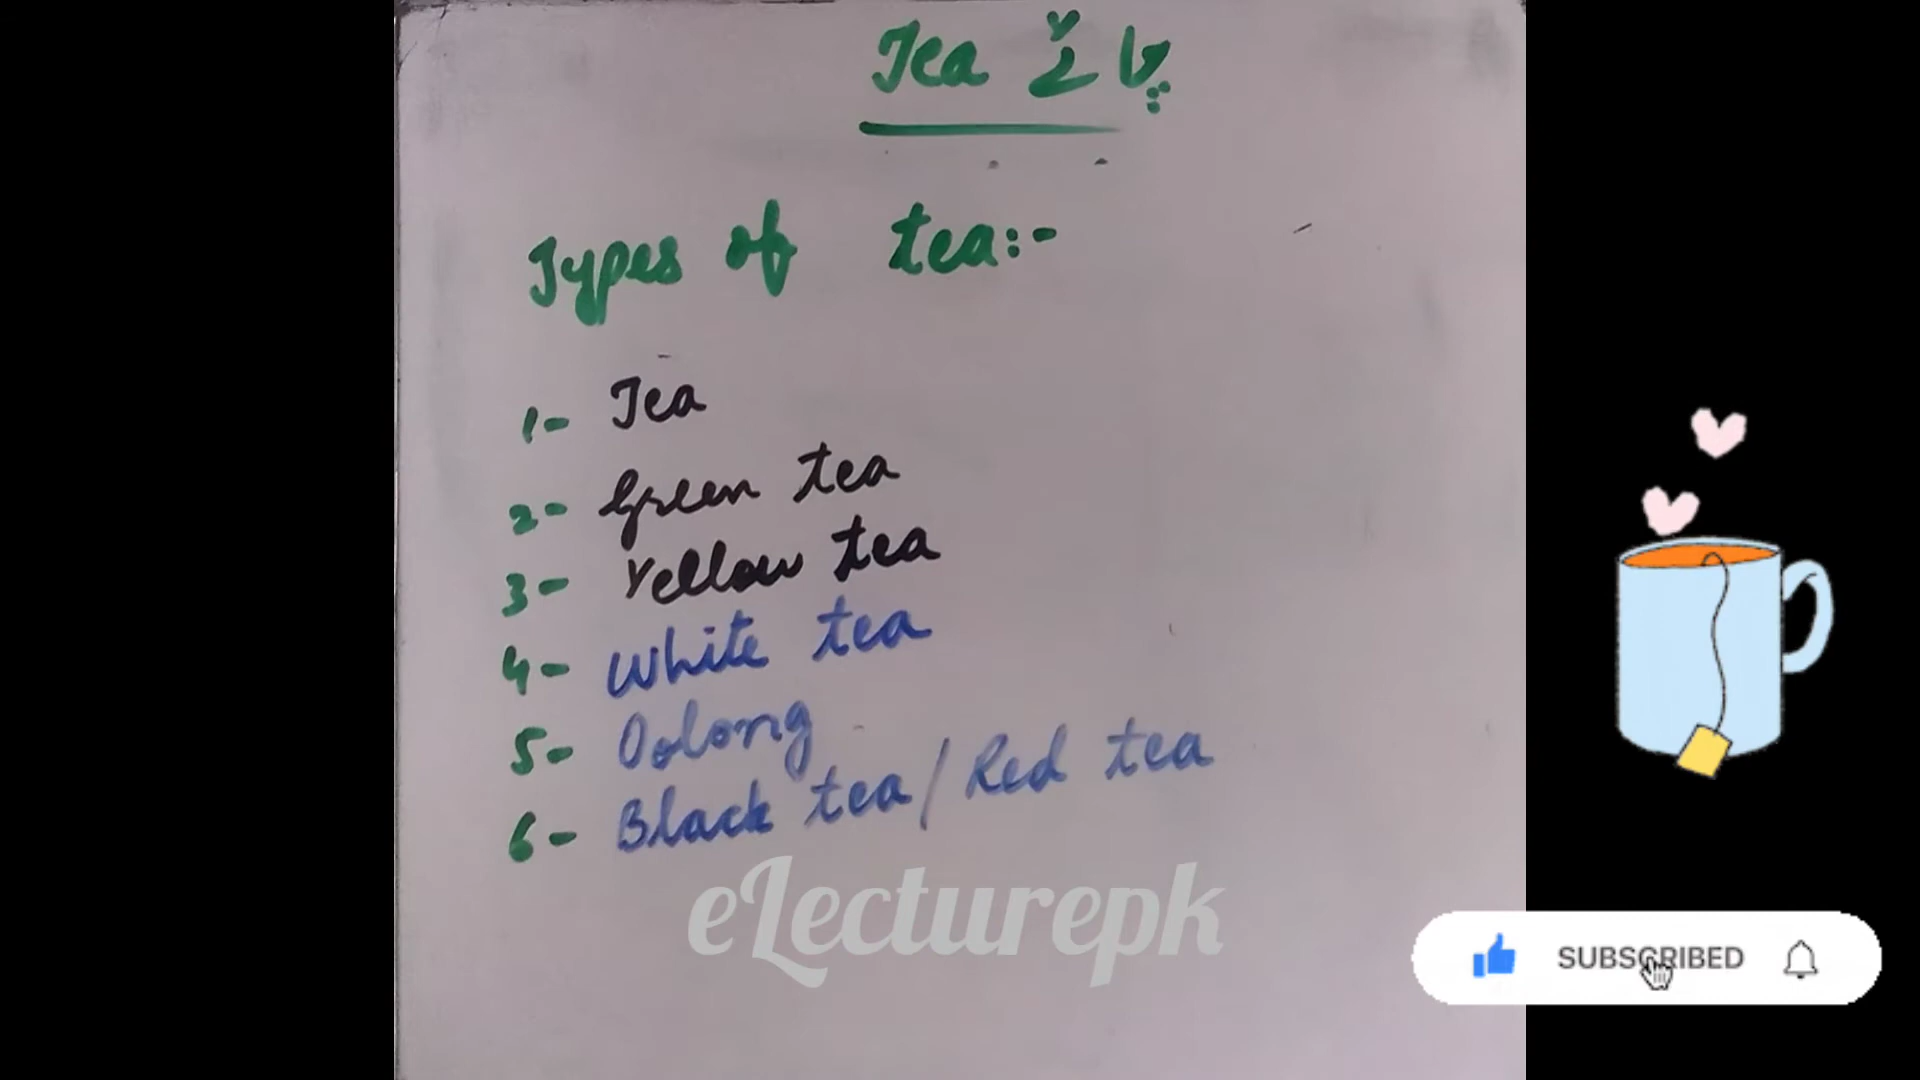 Tea چائے
Types of tea:-
1- Tea
2- Green tea
3- Yellow tea
4- White tea
5- Oolong
6- Black tea/Red tea
eLecturepk
SUBSCRIBED